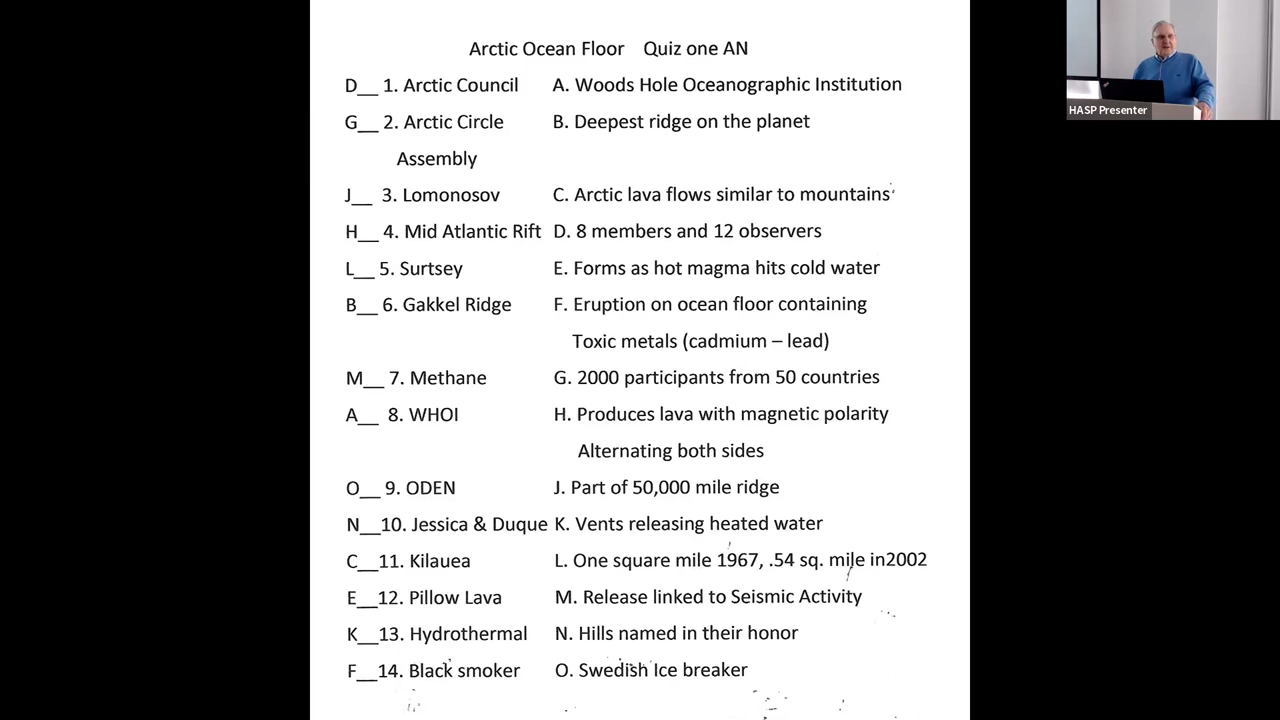 Arctic Ocean Floor Quiz one AN
D__ 1. Arctic Council A. Woods Hole Oceanographic Institution
G__ 2. Arctic Circle B. Deepest ridge on the planet
Assembly
J__ 3. Lomonosov C. Arctic lava flows similar to mountains
H__ 4. Mid Atlantic Rift D. 8 members and 12 observers
L__ 5. Surtsey E. Forms as hot magma hits cold water
B__ 6. Gakkel Ridge F. Eruption on ocean floor containing
Toxic metals (cadmium – lead)
M__ 7. Methane G. 2000 participants from 50 countries
A__ 8. WHOI H. Produces lava with magnetic polarity
Alternating both sides
O__ 9. ODEN J. Part of 50,000 mile ridge
N__10. Jessica & Duque K. Vents releasing heated water
C__11. Kilauea L. One square mile 1967, .54 sq. mile in2002
E__12. Pillow Lava M. Release linked to Seismic Activity
K__13. Hydrothermal N. Hills named in their honor
F__14. Black smoker O. Swedish Ice breaker
HASP Presenter